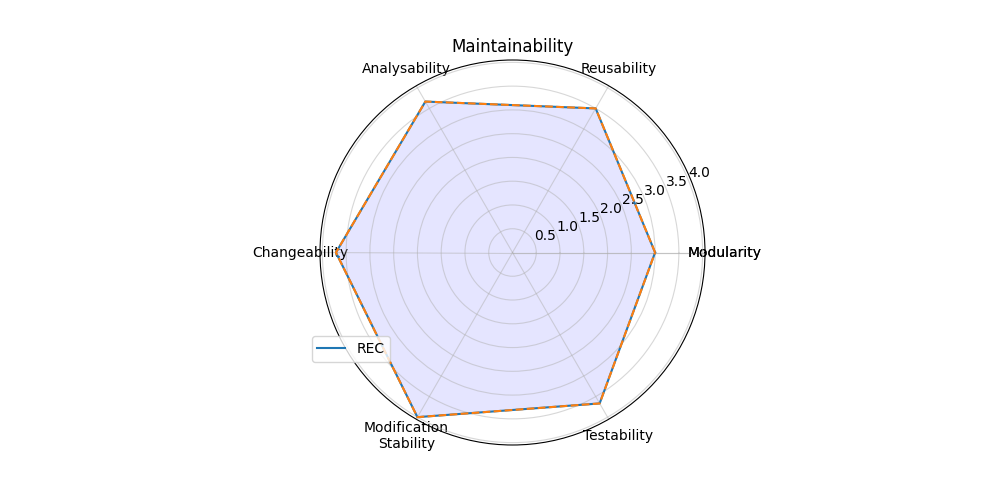 Maintainability
Analysability
Reusability
4.0
3.5
3.0
2.5
2.0
1.5
1.0
0.5
Changeability
Modularity
REC
Modification
Stability
Testability